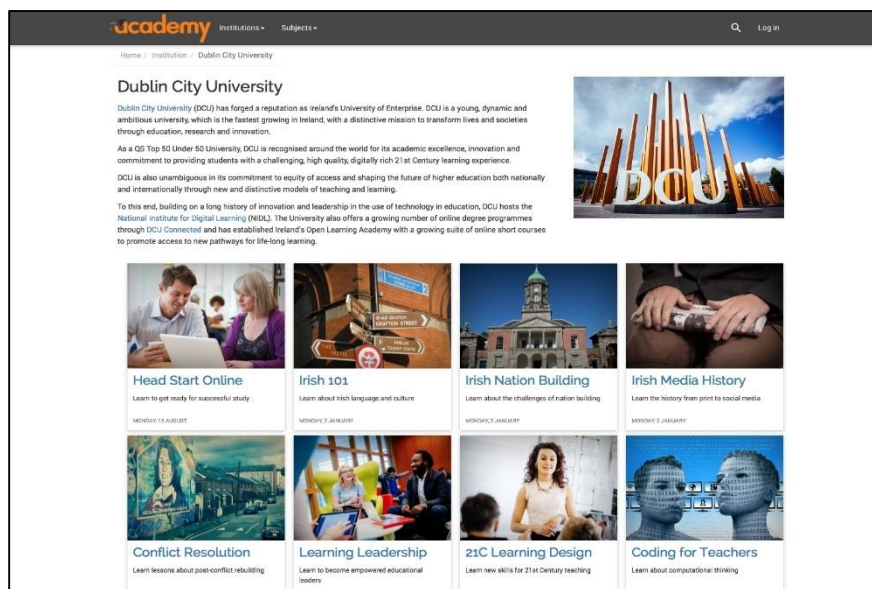 academy Institutions Subjects Log in
Home / Institution / Dublin City University
Dublin City University
Dublin City University (DCU) has forged a reputation as Ireland's University of Enterprise. DCU is a young, dynamic and
ambitious university, which is the fastest growing in Ireland, with a distinctive mission to transform lives and societies
through education, research and innovation.
As a QS Top 50 Under 50 University, DCU is recognised around the world for its academic excellence, innovation and
commitment to providing students with a challenging, high quality, digitally rich 21st Century learning experience.
DCU is also unambiguous in its commitment to equity of access and shaping the future of higher education both nationally
and internationally through new and distinctive models of teaching and learning.
To this end, building on a long history of innovation and leadership in the use of technology in education, DCU hosts the
National Institute for Digital Learning (NIDL). The University also offers a growing number of online degree programmes
through DCU Connected and has established Ireland's Open Learning Academy with a growing suite of online short courses
to promote access to new pathways for life-long learning.
DCU
GRAFTON STREET
Head Start Online
Learn to get ready for successful study
MONDAY, 15 AUGUST
Irish 101
Learn about Irish language and culture
MONDAY, 2 JANUARY
Irish Nation Building
Learn about the challenges of nation building
MONDAY, 2 JANUARY
Irish Media History
Learn the history from print to social media
MONDAY, 2 JANUARY
Conflict Resolution
Learn lessons about post-conflict rebuilding
Learning Leadership
Learn to become empowered educational
leaders
21C Learning Design
Learn new skills for 21st Century teaching
Coding for Teachers
Learn about computational thinking